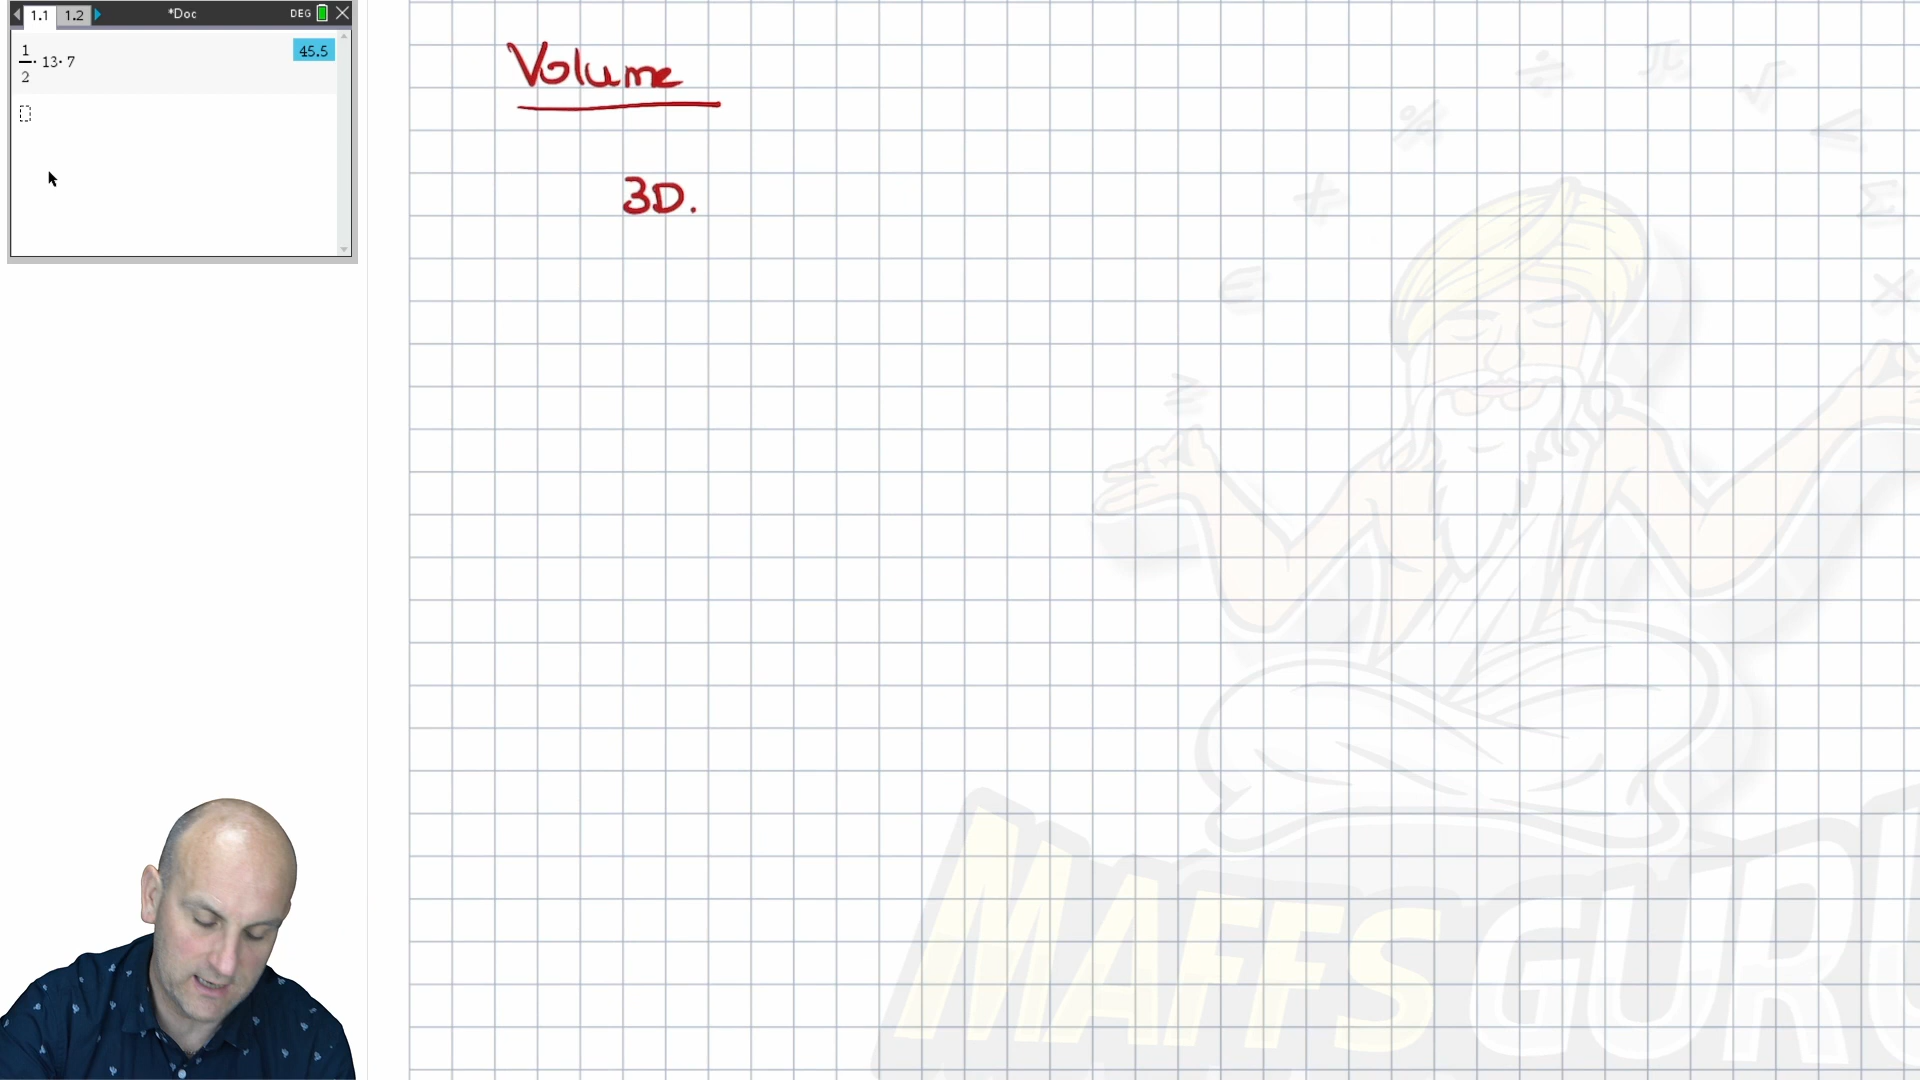 1.1 1.2 *Doc DEG
1/2 · 13 · 7 45.5
Volume
3D.
% ÷ π √ ∠
+ Σ
∈ ×
≥
MAFFS GURU